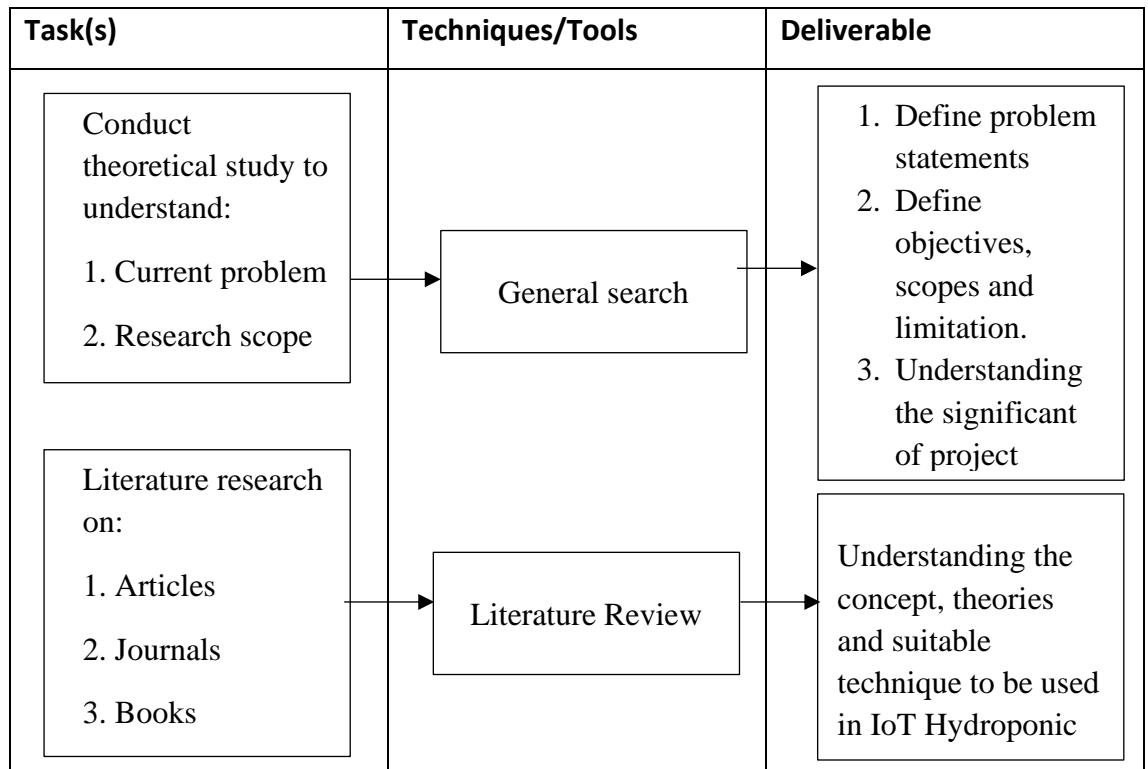 Task(s)
Techniques/Tools
Deliverable
Conduct
theoretical study to
understand:
1. Current problem
2. Research scope
General search
1. Define problem
statements
2. Define
objectives,
scopes and
limitation.
3. Understanding
the significant
of project
Literature research
on:
1. Articles
2. Journals
3. Books
Literature Review
Understanding the
concept, theories
and suitable
technique to be used
in IoT Hydroponic